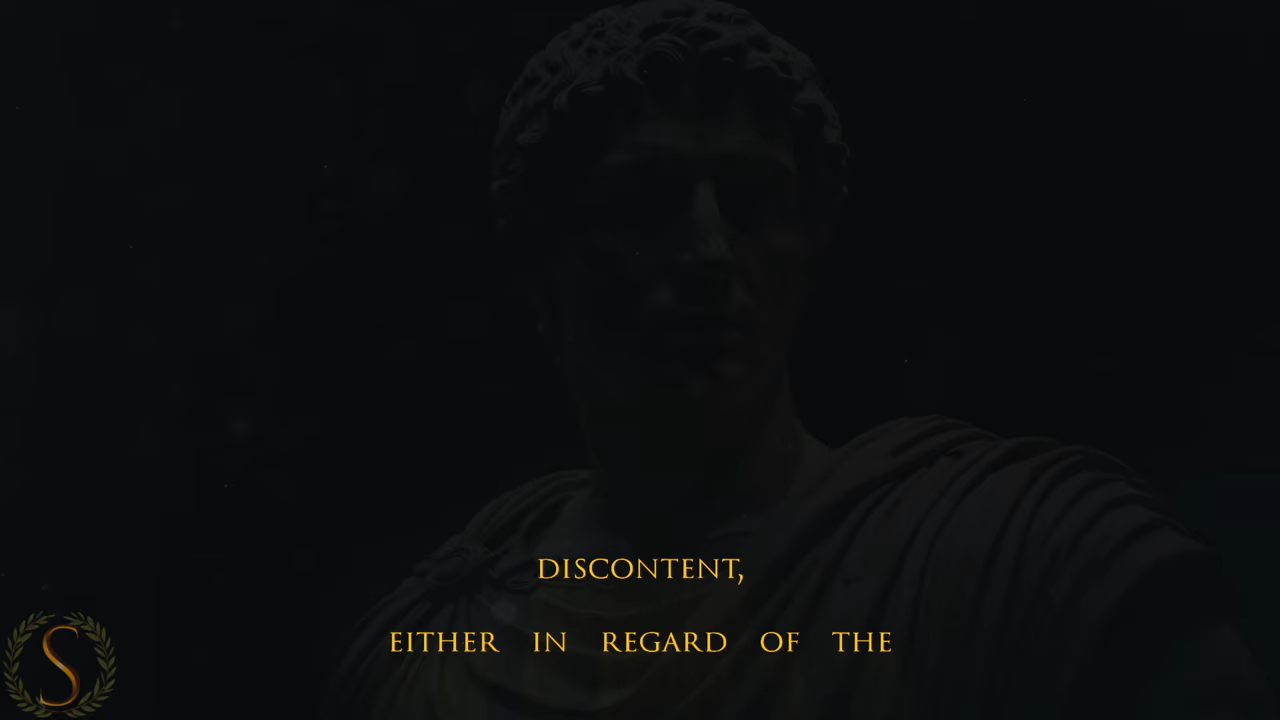 DISCONTENT,
EITHER IN REGARD OF THE
S